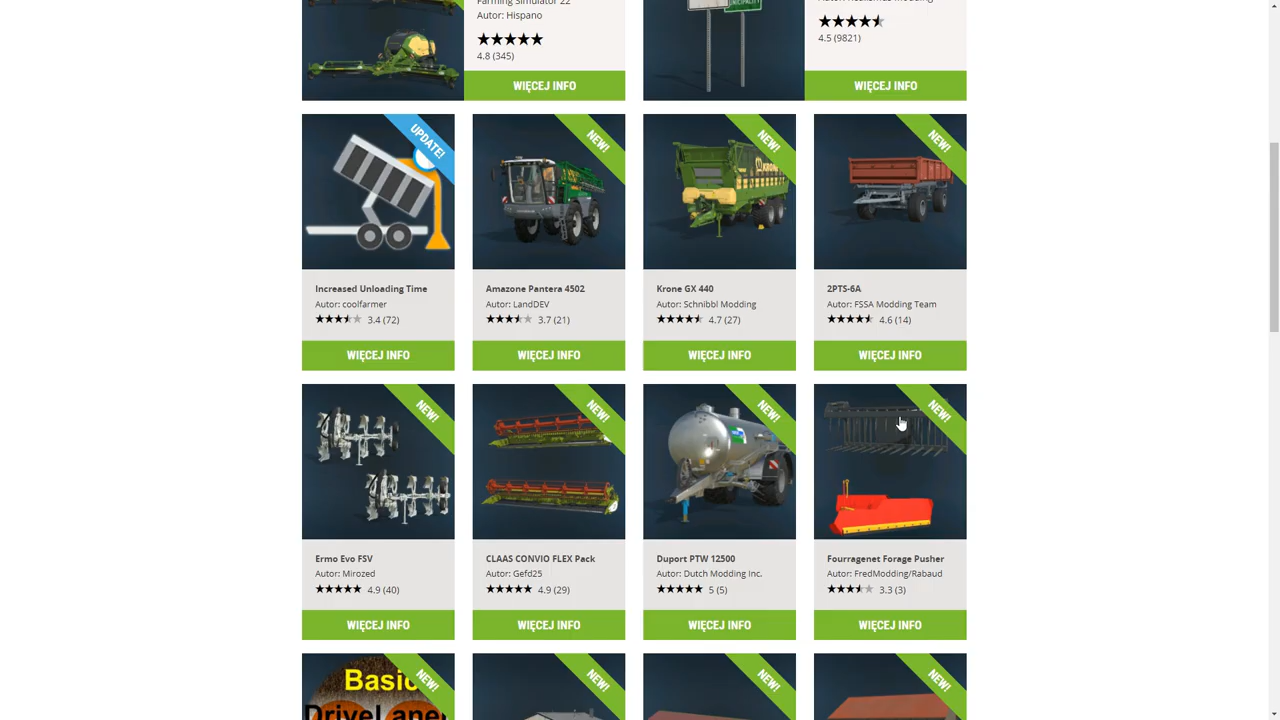 Farming Simulator 22
Autor: Hispano
4.8 (345)
WIĘCEJ INFO
4.5 (9821)
WIĘCEJ INFO
UPDATE!
NEW!
NEW!
KRONE
NEW!
Increased Unloading Time
Autor: coolfarmer
3.4 (72)
WIĘCEJ INFO
Amazone Pantera 4502
Autor: LandDEV
3.7 (21)
WIĘCEJ INFO
Krone GX 440
Autor: Schnibbl Modding
4.7 (27)
WIĘCEJ INFO
2PTS-6A
Autor: FSSA Modding Team
4.6 (14)
WIĘCEJ INFO
NEW!
NEW!
NEW!
NEW!
Ermo Evo FSV
Autor: Mirozed
4.9 (40)
WIĘCEJ INFO
CLAAS CONVIO FLEX Pack
Autor: Gefd25
4.9 (29)
WIĘCEJ INFO
Duport PTW 12500
Autor: Dutch Modding Inc.
5 (5)
WIĘCEJ INFO
Fourragenet Forage Pusher
Autor: FredModding/Rabaud
3.3 (3)
WIĘCEJ INFO
Basic
NEW!
NEW!
NEW!
NEW!